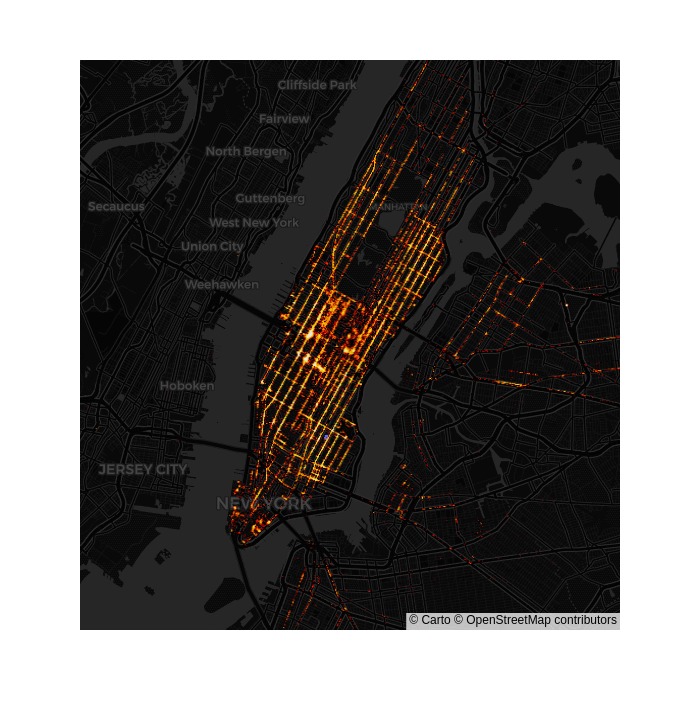 Cliffside Park
Fairview
North Bergen
Guttenberg
Secaucus
MANHATTAN
West New York
Union City
Weehawken
Hoboken
JERSEY CITY
NEW YORK
© Carto © OpenStreetMap contributors